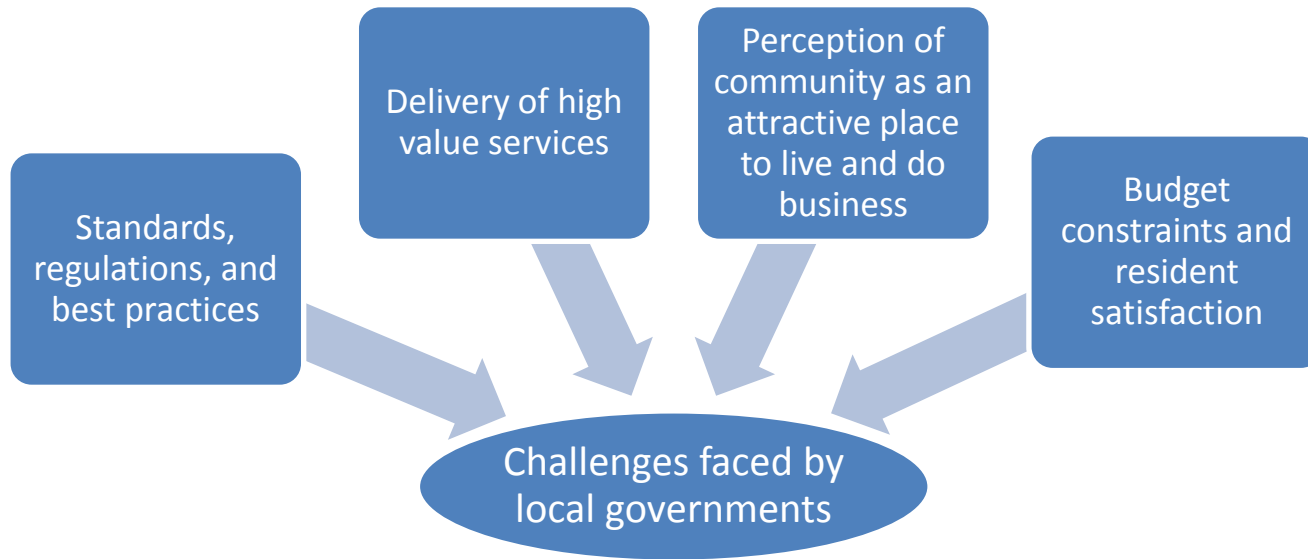 Standards,
regulations, and
best practices
Delivery of high
value services
Perception of
community as an
attractive place
to live and do
business
Budget
constraints and
resident
satisfaction
Challenges faced by
local governments